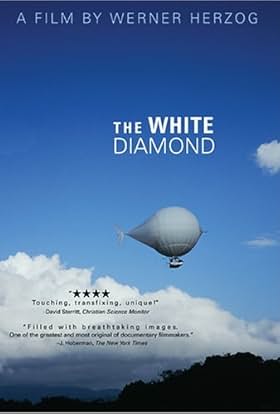 A FILM BY WERNER HERZOG
THE WHITE
DIAMOND
"★★★★
Touching, transfixing, unique!"
-David Sterritt, Christian Science Monitor
"Filled with breathtaking images.
One of the greatest and most original of documentary filmmakers."
-J. Hoberman, The New York Times